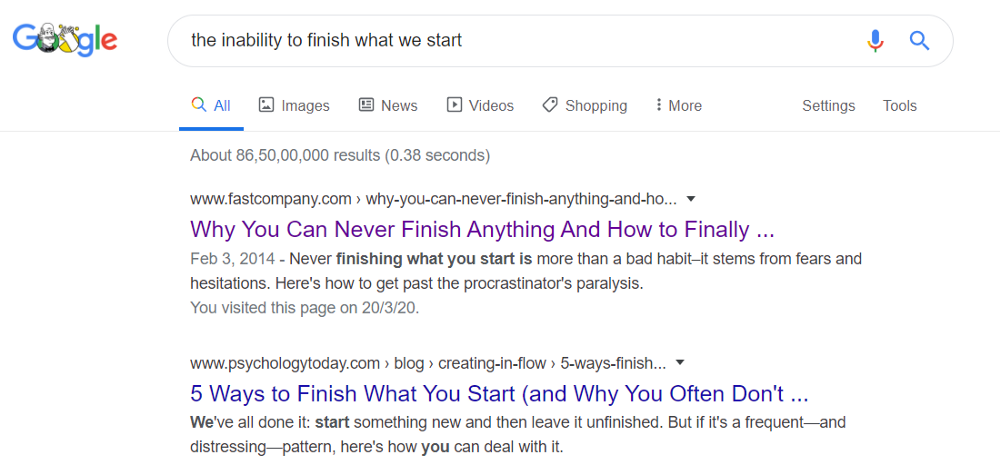 Google
the inability to finish what we start
All Images News Videos Shopping More Settings Tools
About 86,50,00,000 results (0.38 seconds)
www.fastcompany.com › why-you-can-never-finish-anything-and-ho...
Why You Can Never Finish Anything And How to Finally ...
Feb 3, 2014 - Never finishing what you start is more than a bad habit–it stems from fears and
hesitations. Here's how to get past the procrastinator's paralysis.
You visited this page on 20/3/20.
www.psychologytoday.com › blog › creating-in-flow › 5-ways-finish...
5 Ways to Finish What You Start (and Why You Often Don't ...
We've all done it: start something new and then leave it unfinished. But if it's a frequent—and
distressing—pattern, here's how you can deal with it.